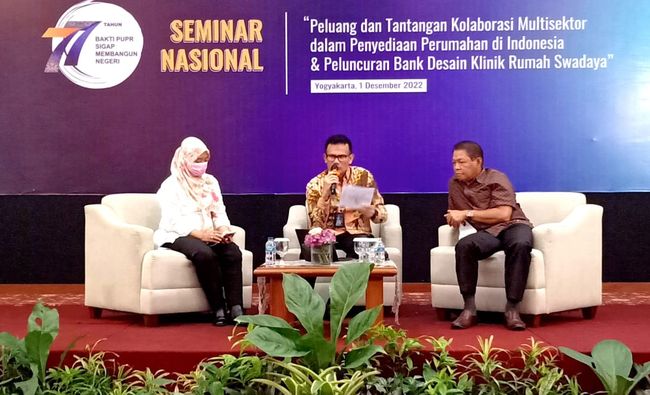 77
TAHUN
BAKTI PUPR
SIGAP
MEMBANGUN
NEGERI
SEMINAR
NASIONAL
“Peluang dan Tantangan Kolaborasi Multisektor
dalam Penyediaan Perumahan di Indonesia
& Peluncuran Bank Desain Klinik Rumah Swadaya”
Yogyakarta, 1 Desember 2022